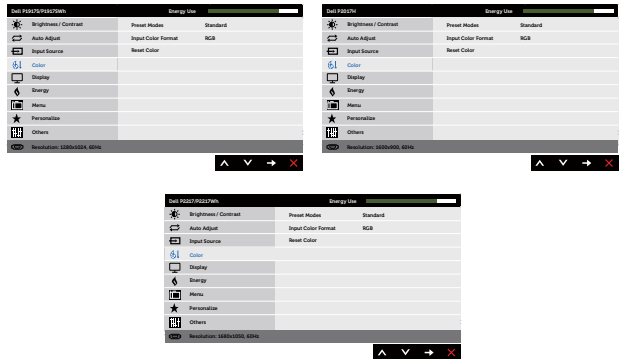 Dell P1917S/P1917SWh Energy Use
Brightness / Contrast Preset Modes Standard
Auto Adjust Input Color Format RGB
Input Source Reset Color
Color
Display
Energy
Menu
Personalize
Others
Resolution: 1280x1024, 60Hz
Dell P2017H Energy Use
Brightness / Contrast Preset Modes Standard
Auto Adjust Input Color Format RGB
Input Source Reset Color
Color
Display
Energy
Menu
Personalize
Others
Resolution: 1600x900, 60Hz
Dell P2217/P2217Wh Energy Use
Brightness / Contrast Preset Modes Standard
Auto Adjust Input Color Format RGB
Input Source Reset Color
Color
Display
Energy
Menu
Personalize
Others
Resolution: 1680x1050, 60Hz